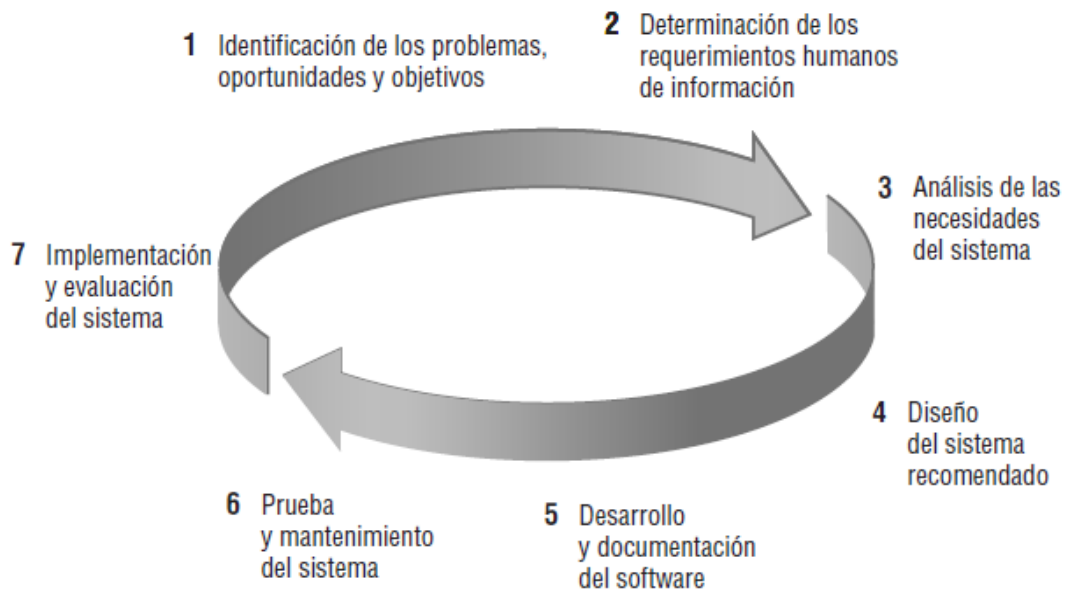 1 Identificación de los problemas,
oportunidades y objetivos
2 Determinación de los
requerimientos humanos
de información
3 Análisis de las
necesidades
del sistema
4 Diseño
del sistema
recomendado
5 Desarrollo
y documentación
del software
6 Prueba
y mantenimiento
del sistema
7 Implementación
y evaluación
del sistema